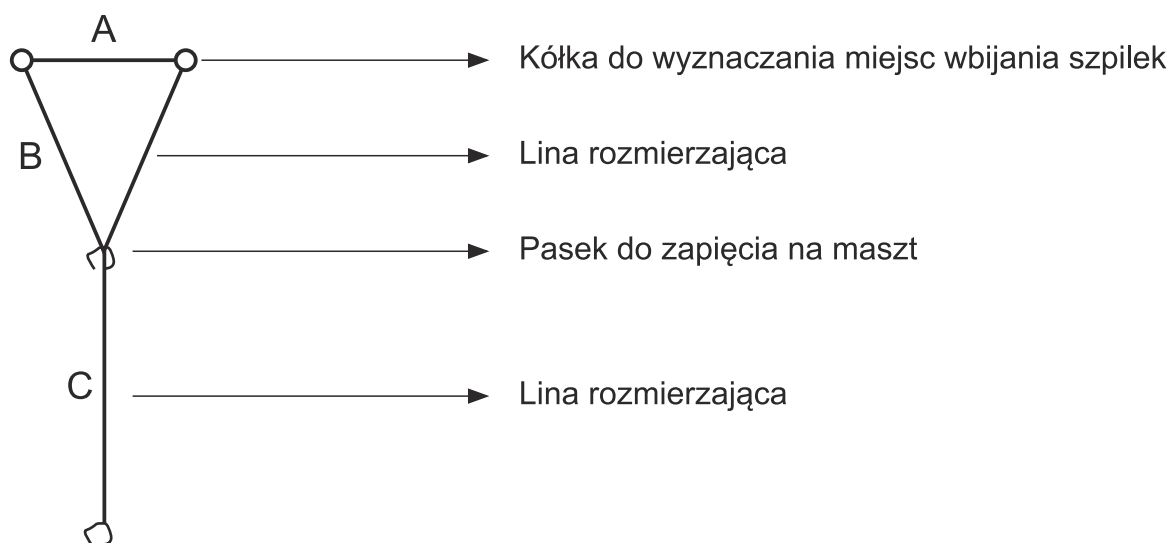 A
Kółka do wyznaczania miejsc wbijania szpilek
B
Lina rozmierzająca
Pasek do zapięcia na maszt
C
Lina rozmierzająca